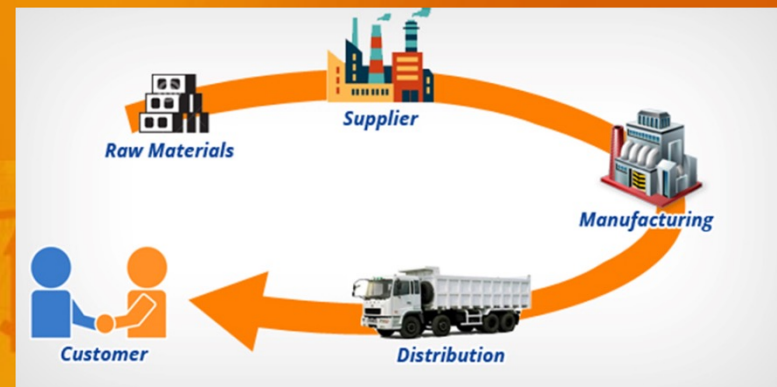 Raw Materials
Supplier
Manufacturing
Distribution
Customer